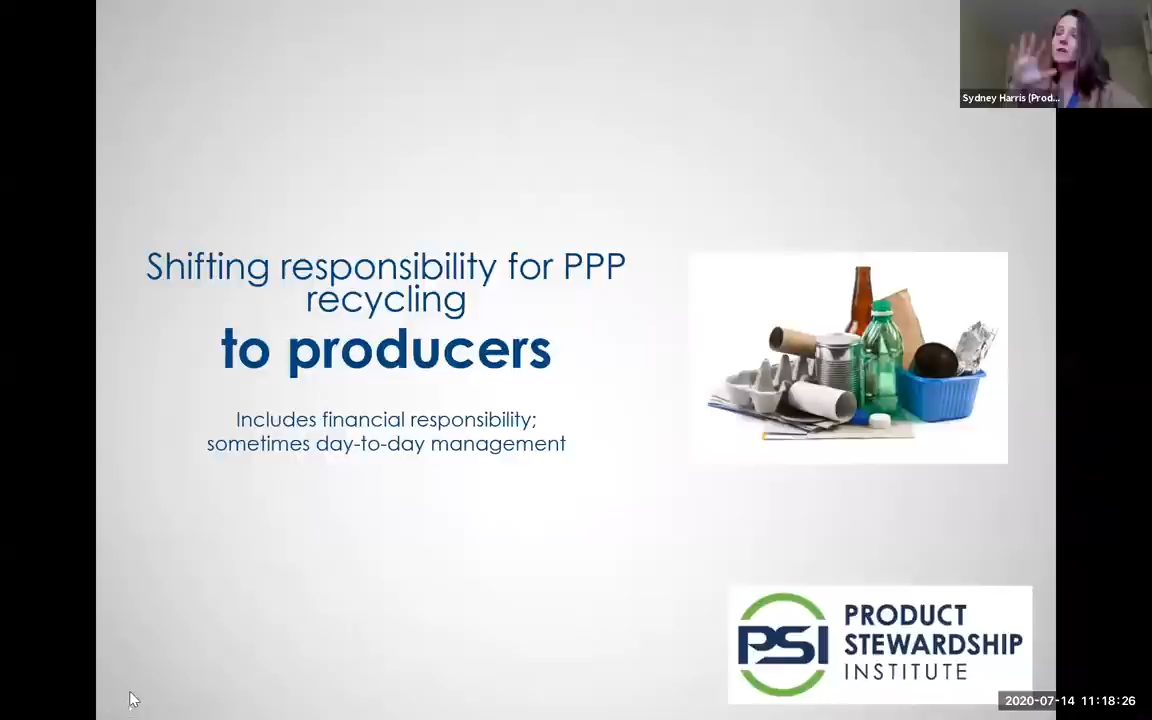 Sydney Harris (Prod...
Shifting responsibility for PPP
recycling
to producers
Includes financial responsibility;
sometimes day-to-day management
PSI
PRODUCT
STEWARDSHIP
INSTITUTE
2020-07-14 11:18:26